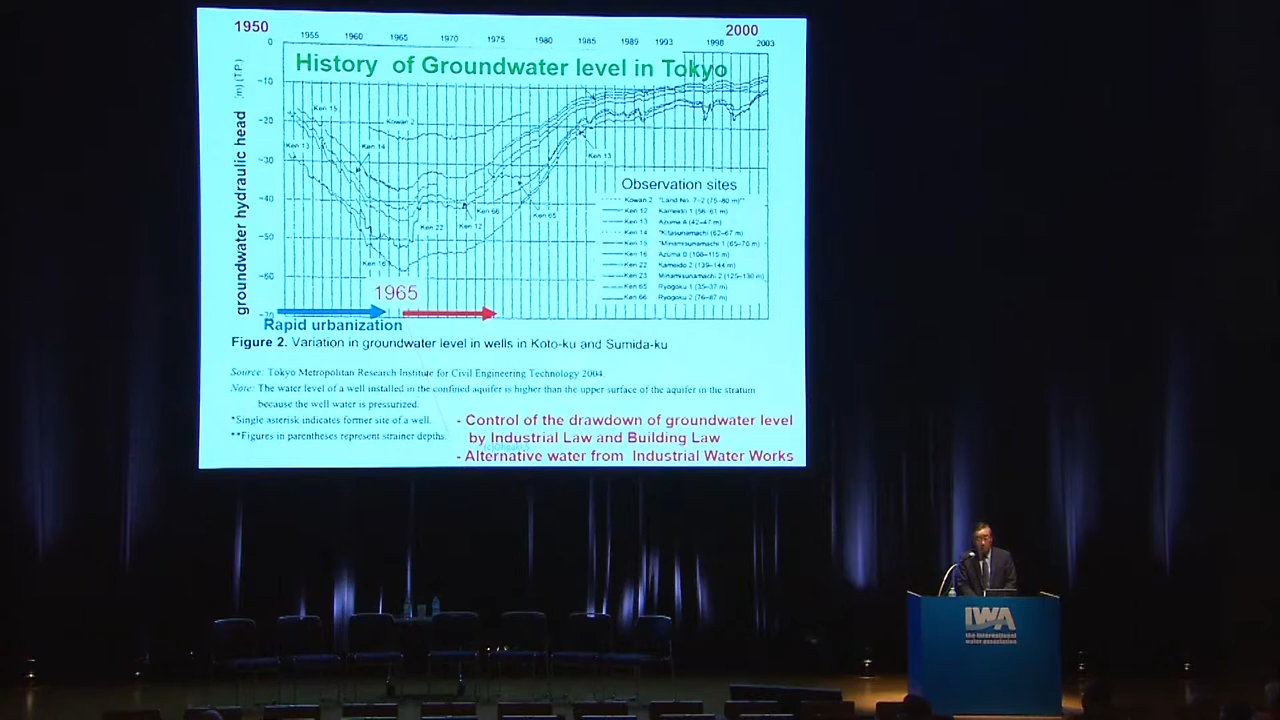 1950
2000
1955 1960 1965 1970 1975 1980 1985 1989 1993 1998 2003
History of Groundwater level in Tokyo
groundwater hydraulic head (m) (T.P.)
0
-10
-20
-30
-40
-50
-60
-70
Ken 15
Kowan 2
Ken 13
Ken 14
Ken 13
Ken 66
Ken 65
Ken 22
Ken 12
Ken 16
Observation sites
Kowan 2 "Land No. 7-2 (75-80 m)**
Ken 12 Kameido 1 (56-61 m)
Ken 13 Azuma A (42-47 m)
Ken 14 *Kitasunamachi (62-67 m)
Ken 15 *Minamisunamachi 1 (65-70 m)
Ken 16 Azuma B (108-115 m)
Ken 22 Kameido 2 (139-144 m)
Ken 23 Minamisunamachi 2 (125-130 m)
Ken 65 Ryogoku 1 (35-37 m)
Ken 66 Ryogoku 2 (76-87 m)
1965
Rapid urbanization
Figure 2. Variation in groundwater level in wells in Koto-ku and Sumida-ku
Source: Tokyo Metropolitan Research Institute for Civil Engineering Technology 2004.
Note: The water level of a well installed in the confined aquifer is higher than the upper surface of the aquifer in the stratum
because the well water is pressurized.
*Single asterisk indicates former site of a well.
**Figures in parentheses represent strainer depths.
- Control of the drawdown of groundwater level
by Industrial Law and Building Law
- Alternative water from Industrial Water Works
IWA
the international
water association